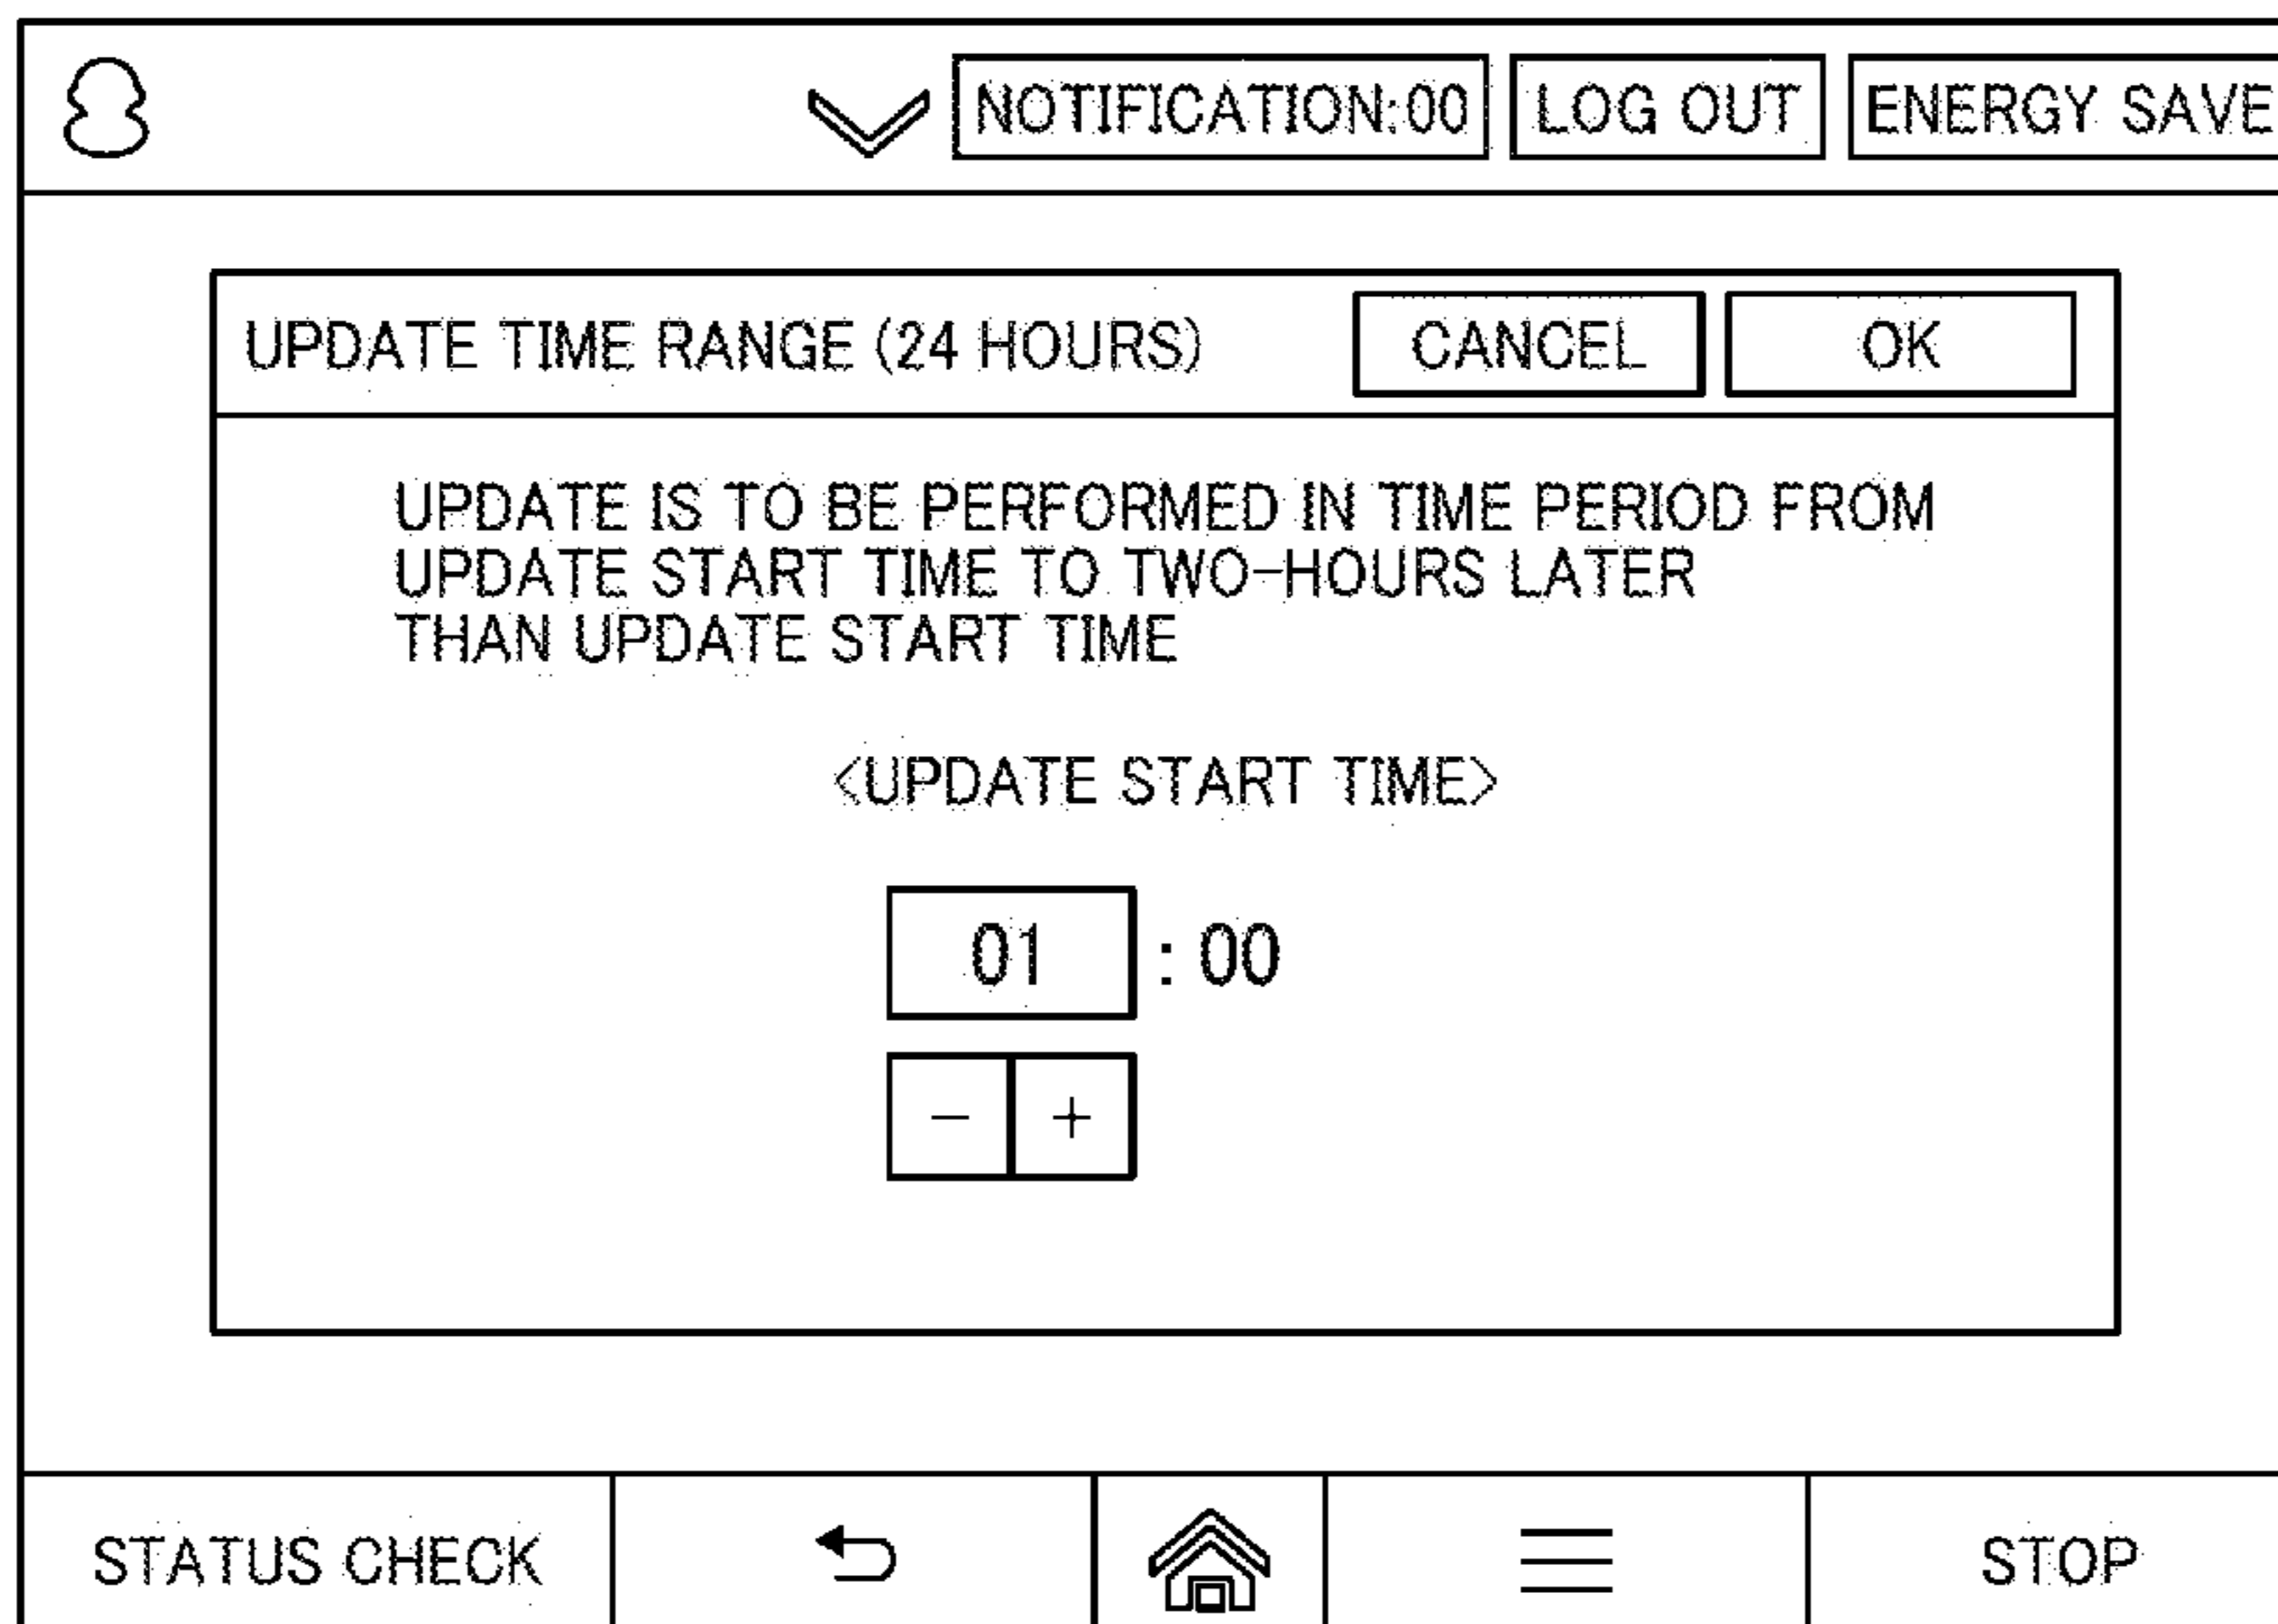 NOTIFICATION:00 LOG OUT ENERGY SAVE
UPDATE TIME RANGE (24 HOURS) CANCEL OK
UPDATE IS TO BE PERFORMED IN TIME PERIOD FROM
UPDATE START TIME TO TWO-HOURS LATER
THAN UPDATE START TIME
<UPDATE START TIME>
01 : 00
- +
STATUS CHECK STOP